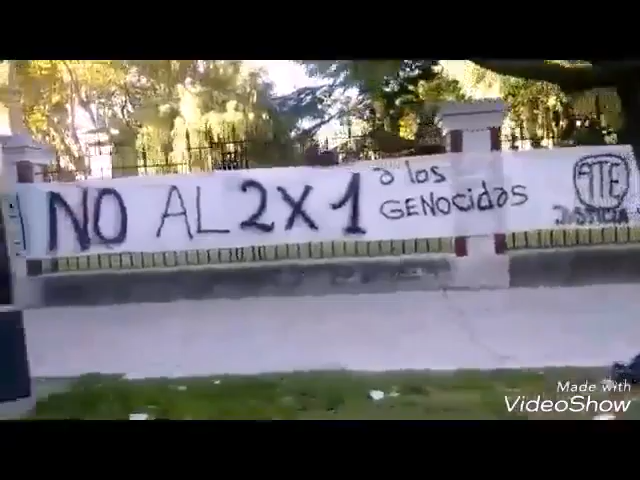 NO AL 2X1 a los
GENOCIDAS
ATE
JUSTICIA
Made with
VideoShow